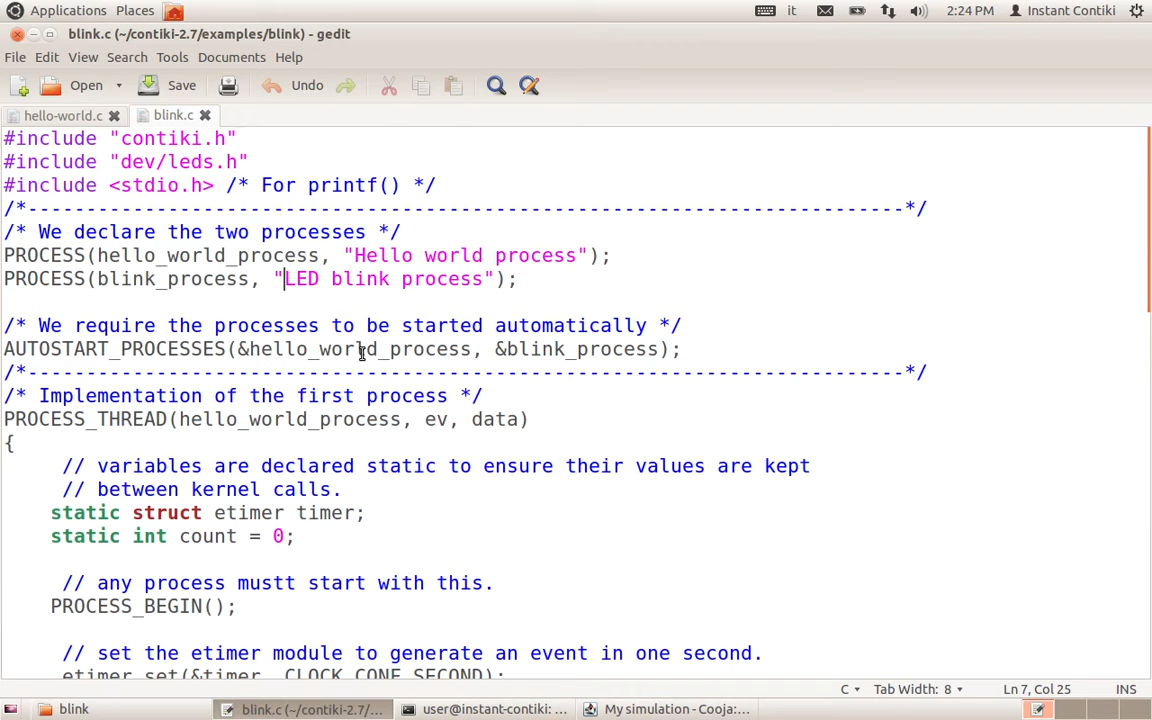 Applications Places it 2:24 PM Instant Contiki
blink.c (~/contiki-2.7/examples/blink) - gedit
File Edit View Search Tools Documents Help
Open Save Undo
hello-world.c blink.c
#include "contiki.h"
#include "dev/leds.h"
#include <stdio.h> /* For printf() */
/*---------------------------------------------------------------------------*/
/* We declare the two processes */
PROCESS(hello_world_process, "Hello world process");
PROCESS(blink_process, "LED blink process");
/* We require the processes to be started automatically */
AUTOSTART_PROCESSES(&hello_world_process, &blink_process);
/*---------------------------------------------------------------------------*/
/* Implementation of the first process */
PROCESS_THREAD(hello_world_process, ev, data)
{
// variables are declared static to ensure their values are kept
// between kernel calls.
static struct etimer timer;
static int count = 0;
// any process mustt start with this.
PROCESS_BEGIN();
// set the etimer module to generate an event in one second.
etimer_set(&timer, CLOCK_CONF_SECOND);
C Tab Width: 8 Ln 7, Col 25 INS
blink blink.c (~/contiki-2.7/... user@instant-contiki: ... My simulation - Cooja:...